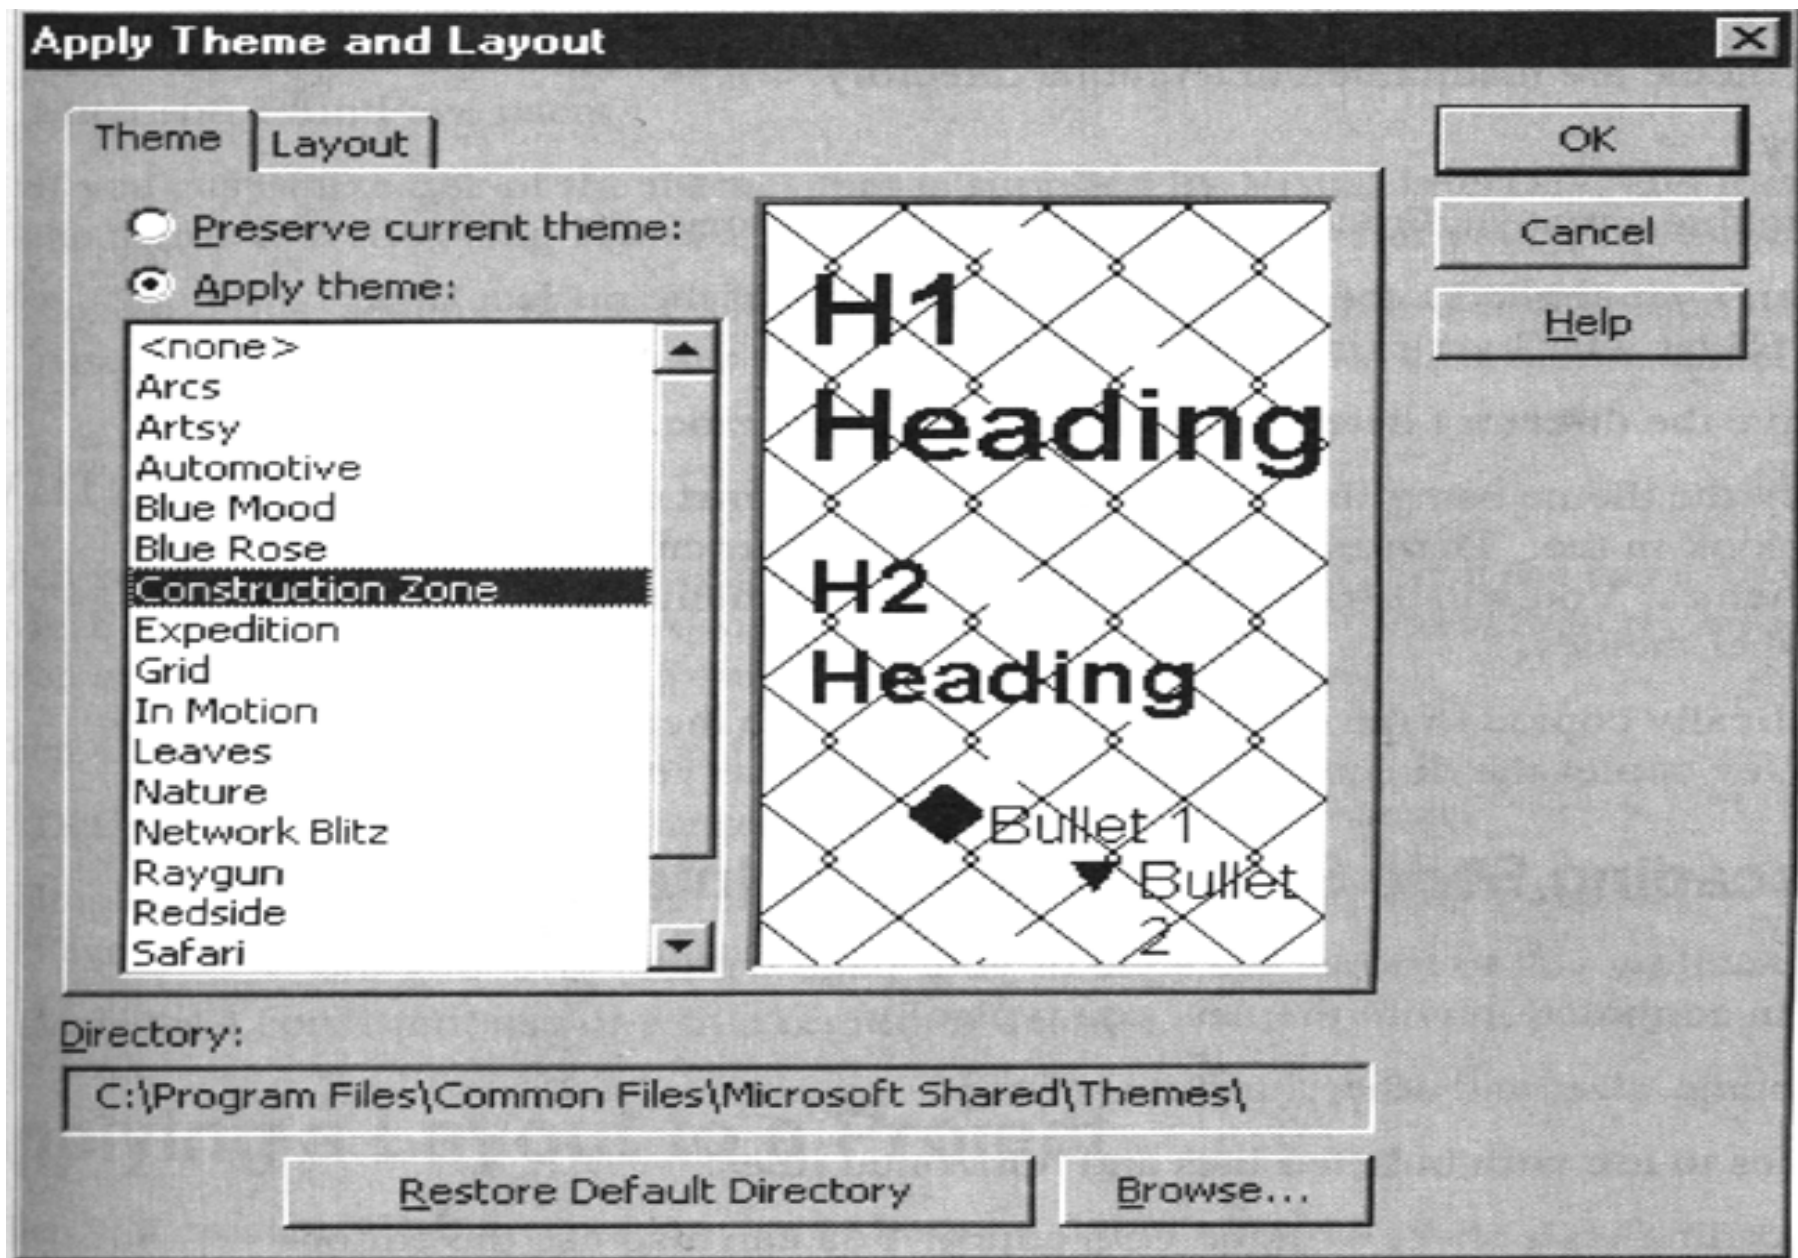 Apply Theme and Layout
Theme
Layout
OK
Cancel
Help
Preserve current theme:
Apply theme:
<none>
Arcs
Artsy
Automotive
Blue Mood
Blue Rose
Construction Zone
Expedition
Grid
In Motion
Leaves
Nature
Network Blitz
Raygun
Redside
Safari
H1
Heading
H2
Heading
Bullet 1
Bullet
2
Directory:
C:\Program Files\Common Files\Microsoft Shared\Themes\
Restore Default Directory
Browse...